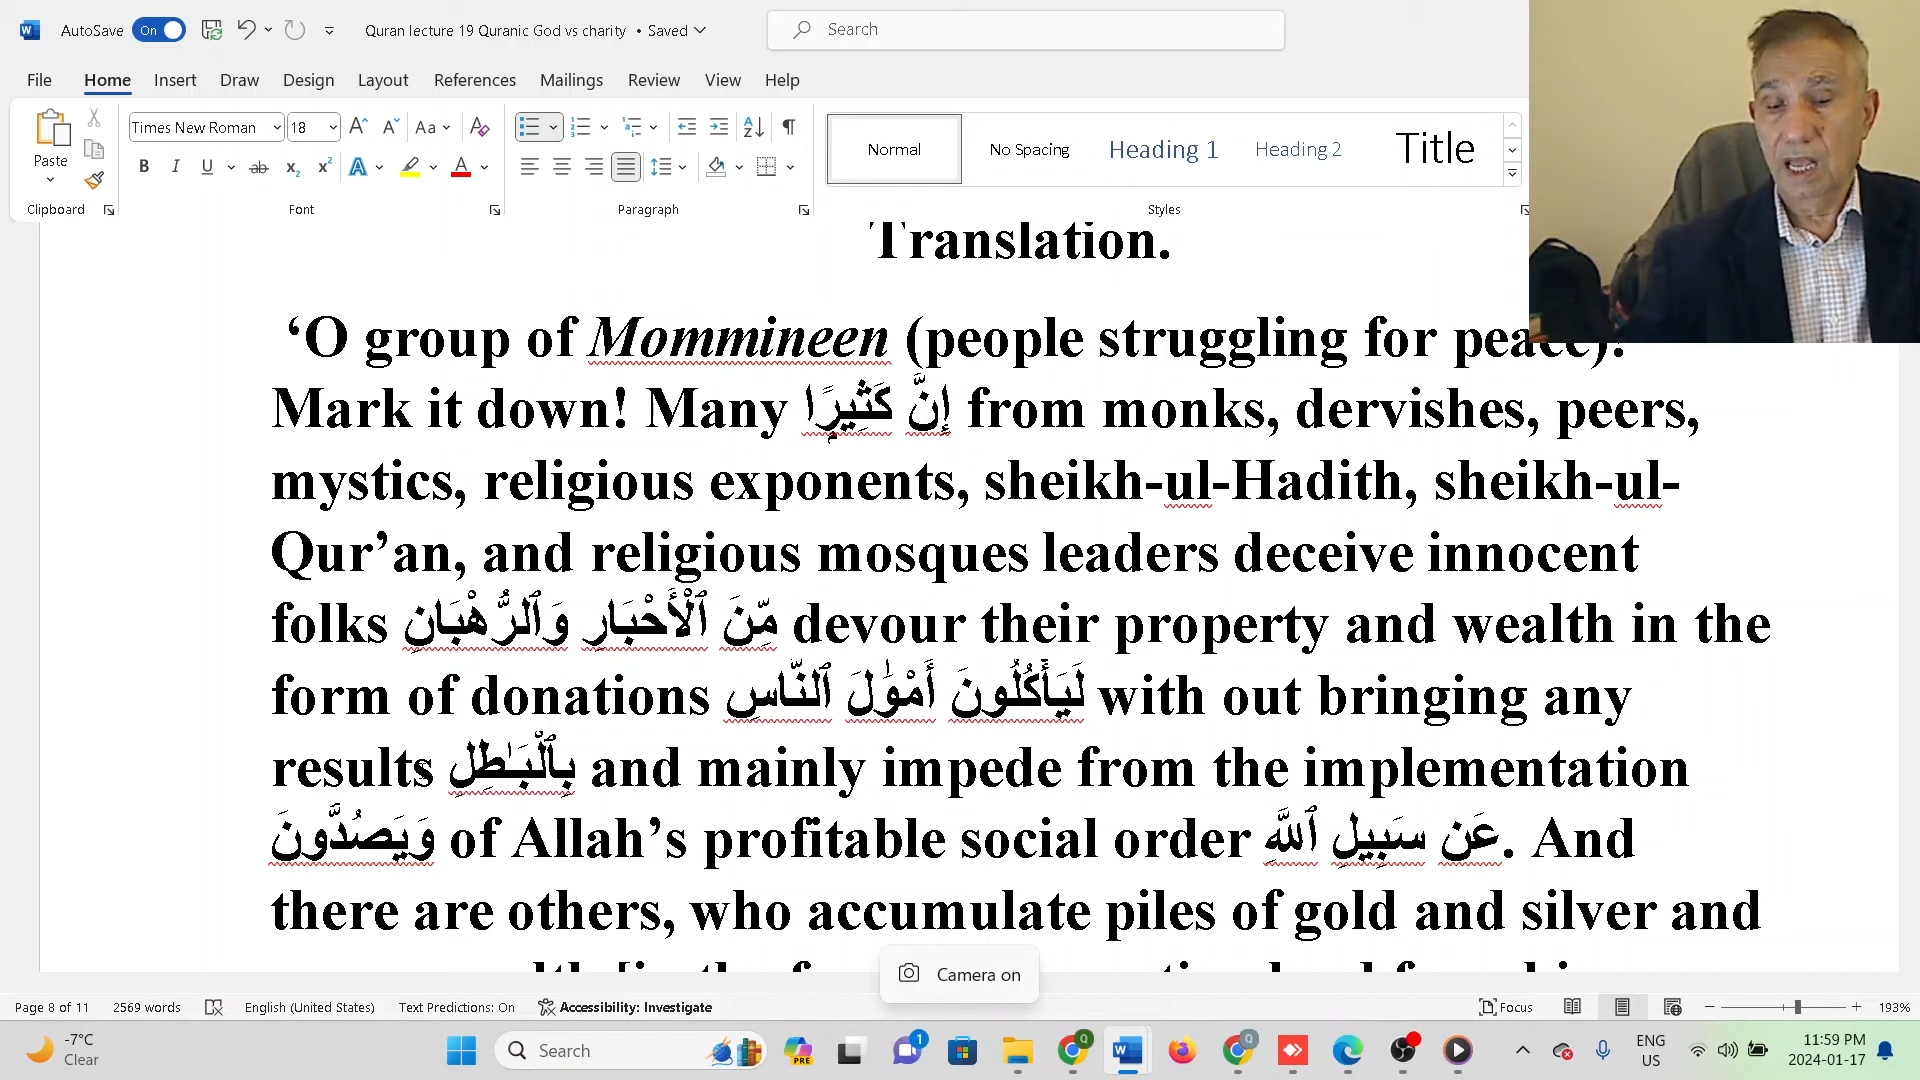 AutoSave On Quran lecture 19 Quranic God vs charity • Saved Search
File Home Insert Draw Design Layout References Mailings Review View Help
Paste Times New Roman 18 Aa Normal No Spacing Heading 1 Heading 2 Title
Clipboard Font Paragraph Styles
Translation.
‘O group of Mommineen (people struggling for peace):
Mark it down! Many إِنَّ كَثِيرًۭا from monks, dervishes, peers,
mystics, religious exponents, sheikh-ul-Hadith, sheikh-ul-
Qur’an, and religious mosques leaders deceive innocent
folks مِّنَ ٱلْأَحْبَارِ وَٱلرُّهْبَانِ devour their property and wealth in the
form of donations لَيَأْكُلُونَ أَمْوَٰلَ ٱلنَّاسِ with out bringing any
results بِٱلْبَـٰطِلِ and mainly impede from the implementation
وَيَصُدُّونَ of Allah’s profitable social order عَن سَبِيلِ ٱللَّهِ. And
there are others, who accumulate piles of gold and silver and
Camera on
Page 8 of 11 2569 words English (United States) Text Predictions: On Accessibility: Investigate Focus 193%
-7°C
Clear
Search
PRE
1
ENG
US
11:59 PM
2024-01-17